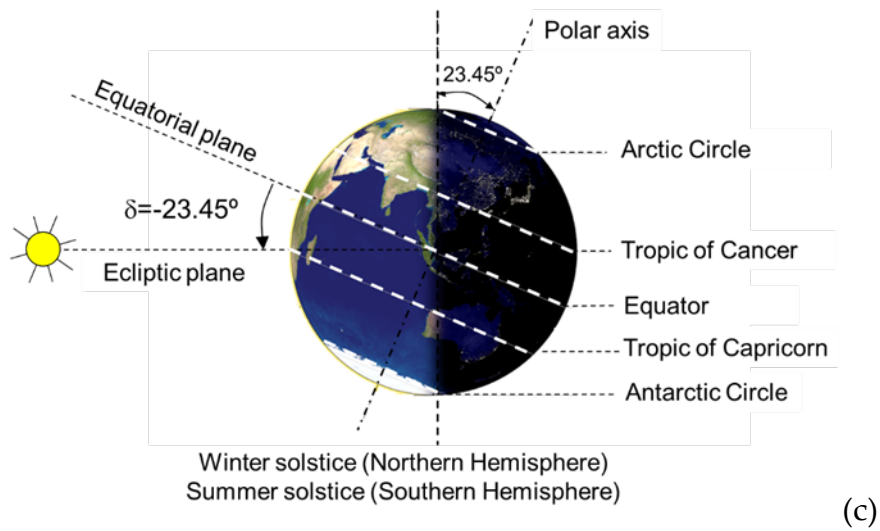 Polar axis
23.45º
Equatorial plane
Arctic Circle
δ=-23.45º
Tropic of Cancer
Ecliptic plane
Equator
Tropic of Capricorn
Antarctic Circle
Winter solstice (Northern Hemisphere)
Summer solstice (Southern Hemisphere)
(c)